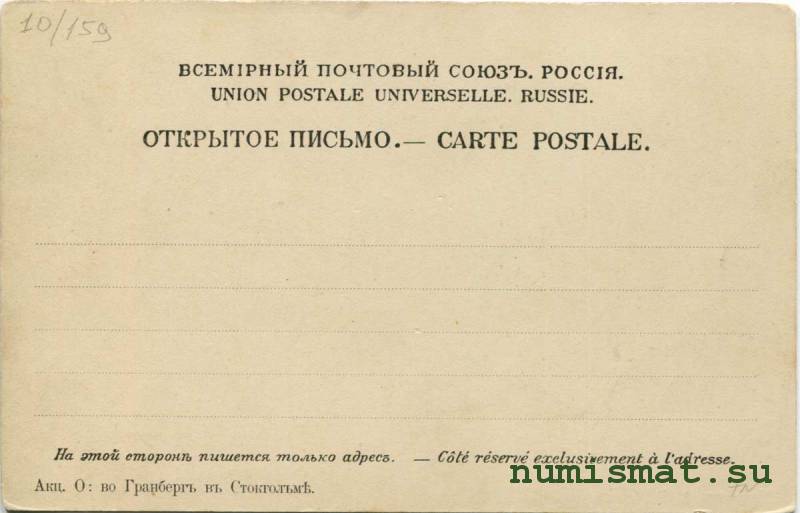 10/159
ВСЕМІРНЫЙ ПОЧТОВЫЙ СОЮЗЪ. РОССІЯ.
UNION POSTALE UNIVERSELLE. RUSSIE.
ОТКРЫТОЕ ПИСЬМО.— CARTE POSTALE.
На этой сторонѣ пишется только адресъ. — Côté réservé exclusivement à l'adresse.
numismat.su
Акц. О: во Гранбергъ въ Стокгольмѣ.